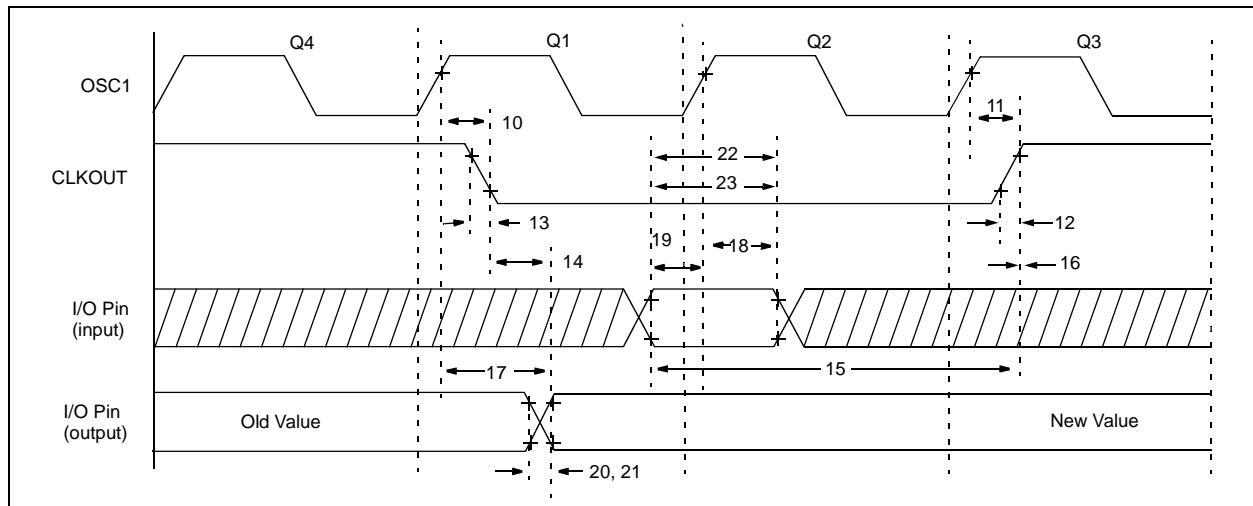 Q4 Q1 Q2 Q3
OSC1
10 11
22
CLKOUT
23
13 12
19 18
14 16
I/O Pin
(input)
17 15
I/O Pin
(output)
Old Value New Value
20, 21